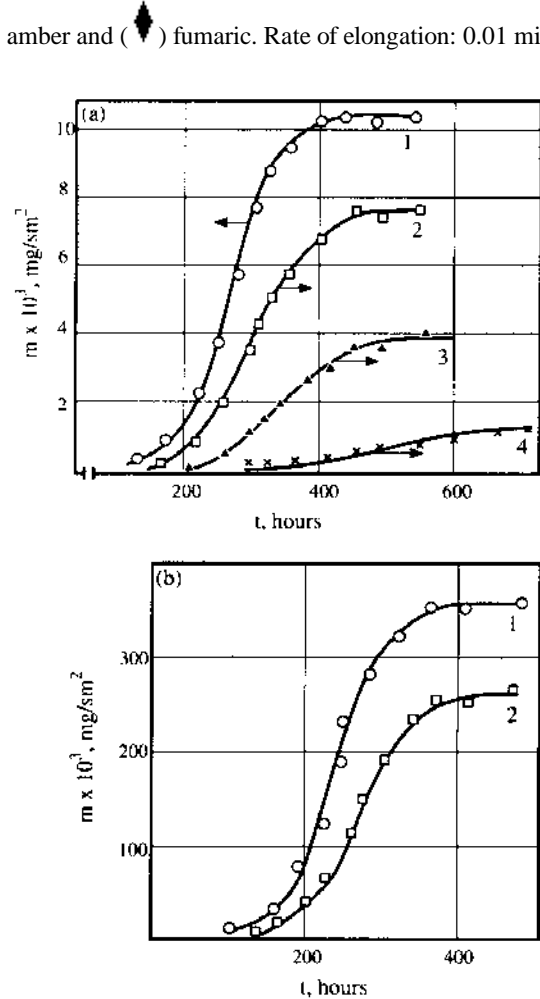 amber and ( ♦ ) fumaric. Rate of elongation: 0.01 mi
(a)
10
8
6
4
2
1
2
3
4
200
400
600
m x 10³, mg/sm²
t, hours
(b)
300
200
100
1
2
200
400
m x 10³, mg/sm²
t, hours